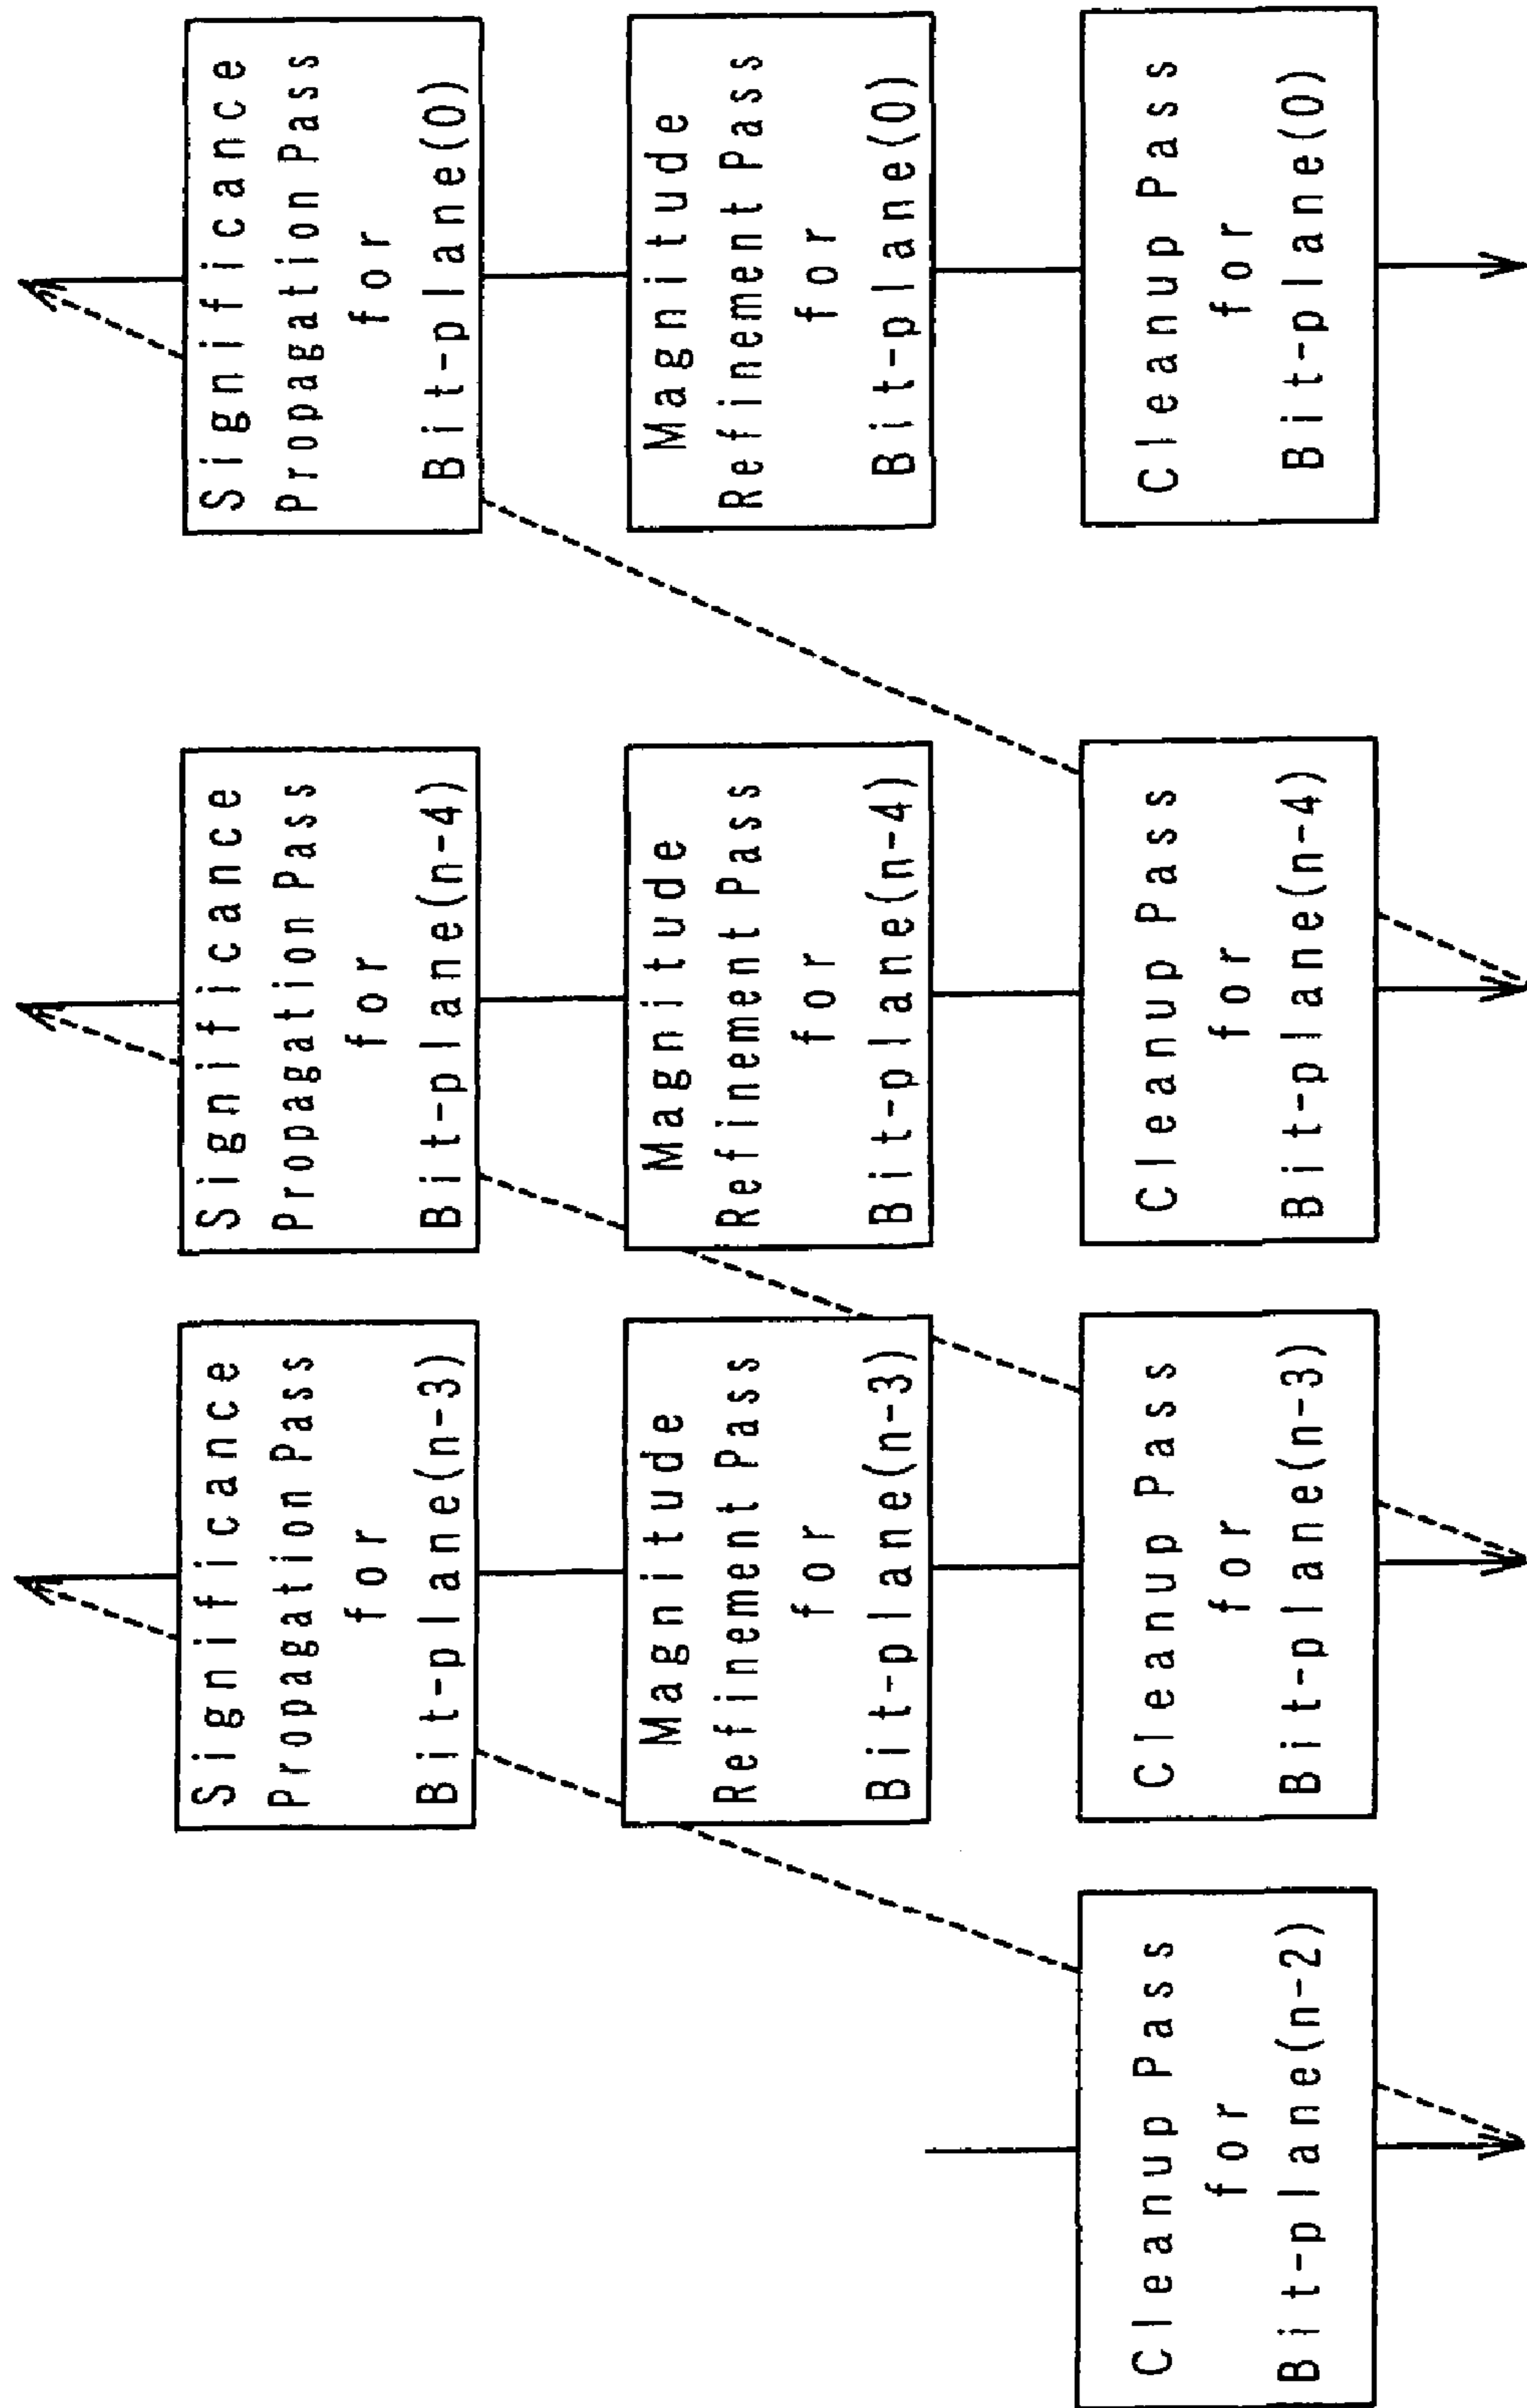 Cleanup Pass
for
Bit-plane(n-2)
Significance
Propagation Pass
for
Bit-plane(n-3)
Magnitude
Refinement Pass
for
Bit-plane(n-3)
Cleanup Pass
for
Bit-plane(n-3)
Significance
Propagation Pass
for
Bit-plane(n-4)
Magnitude
Refinement Pass
for
Bit-plane(n-4)
Cleanup Pass
for
Bit-plane(n-4)
Significance
Propagation Pass
for
Bit-plane(0)
Magnitude
Refinement Pass
for
Bit-plane(0)
Cleanup Pass
for
Bit-plane(0)